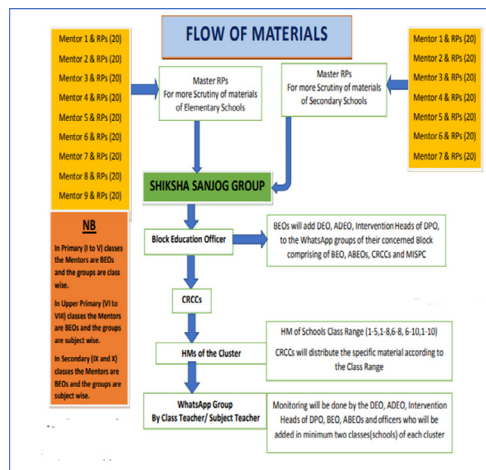 FLOW OF MATERIALS
Mentor 1 & RPs (20)
Mentor 2 & RPs (20)
Mentor 3 & RPs (20)
Mentor 4 & RPs (20)
Mentor 5 & RPs (20)
Mentor 6 & RPs (20)
Mentor 7 & RPs (20)
Mentor 8 & RPs (20)
Mentor 9 & RPs (20)
Master RPs
For more Scrutiny of materials
of Elementary Schools
Master RPs
For more Scrutiny of materials
of Secondary Schools
Mentor 1 & RPs (20)
Mentor 2 & RPs (20)
Mentor 3 & RPs (20)
Mentor 4 & RPs (20)
Mentor 5 & RPs (20)
Mentor 6 & RPs (20)
Mentor 7 & RPs (20)
SHIKSHA SANJOG GROUP
NB
In Primary (I to V) classes
the Mentors are BEOs
and the groups are class
wise.
In Upper Primary (VI to
VIII) classes the Mentors
are BEOs and the groups
are subject wise.
In Secondary (IX and X)
classes the Mentors are
BEOs and the groups are
subject wise.
Block Education Officer
BEOs will add DEO, ADEO, Intervention Heads of DPO,
to the WhatsApp groups of their concerned Block
comprising of BEO, ABEOs, CRCCs and MISPC
CRCCs
HMs of the Cluster
HM of Schools Class Range (1-5,1-8,6-8, 6-10,1-10)
CRCCs will distribute the specific material according to
the Class Range
WhatsApp Group
By Class Teacher/ Subject Teacher
Monitoring will be done by the DEO, ADEO, Intervention
Heads of DPO, BEO, ABEOs and officers who will be
added in minimum two classes(schools) of each cluster